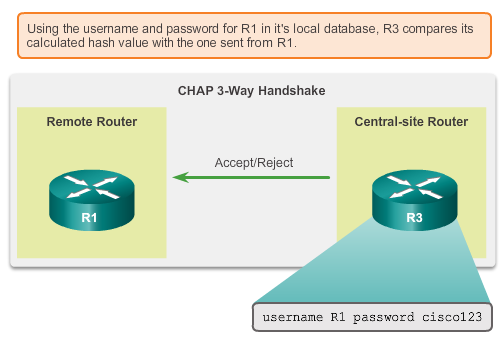 Using the username and password for R1 in it's local database, R3 compares its
calculated hash value with the one sent from R1.
CHAP 3-Way Handshake
Remote Router
Central-site Router
Accept/Reject
R1
R3
username R1 password cisco123